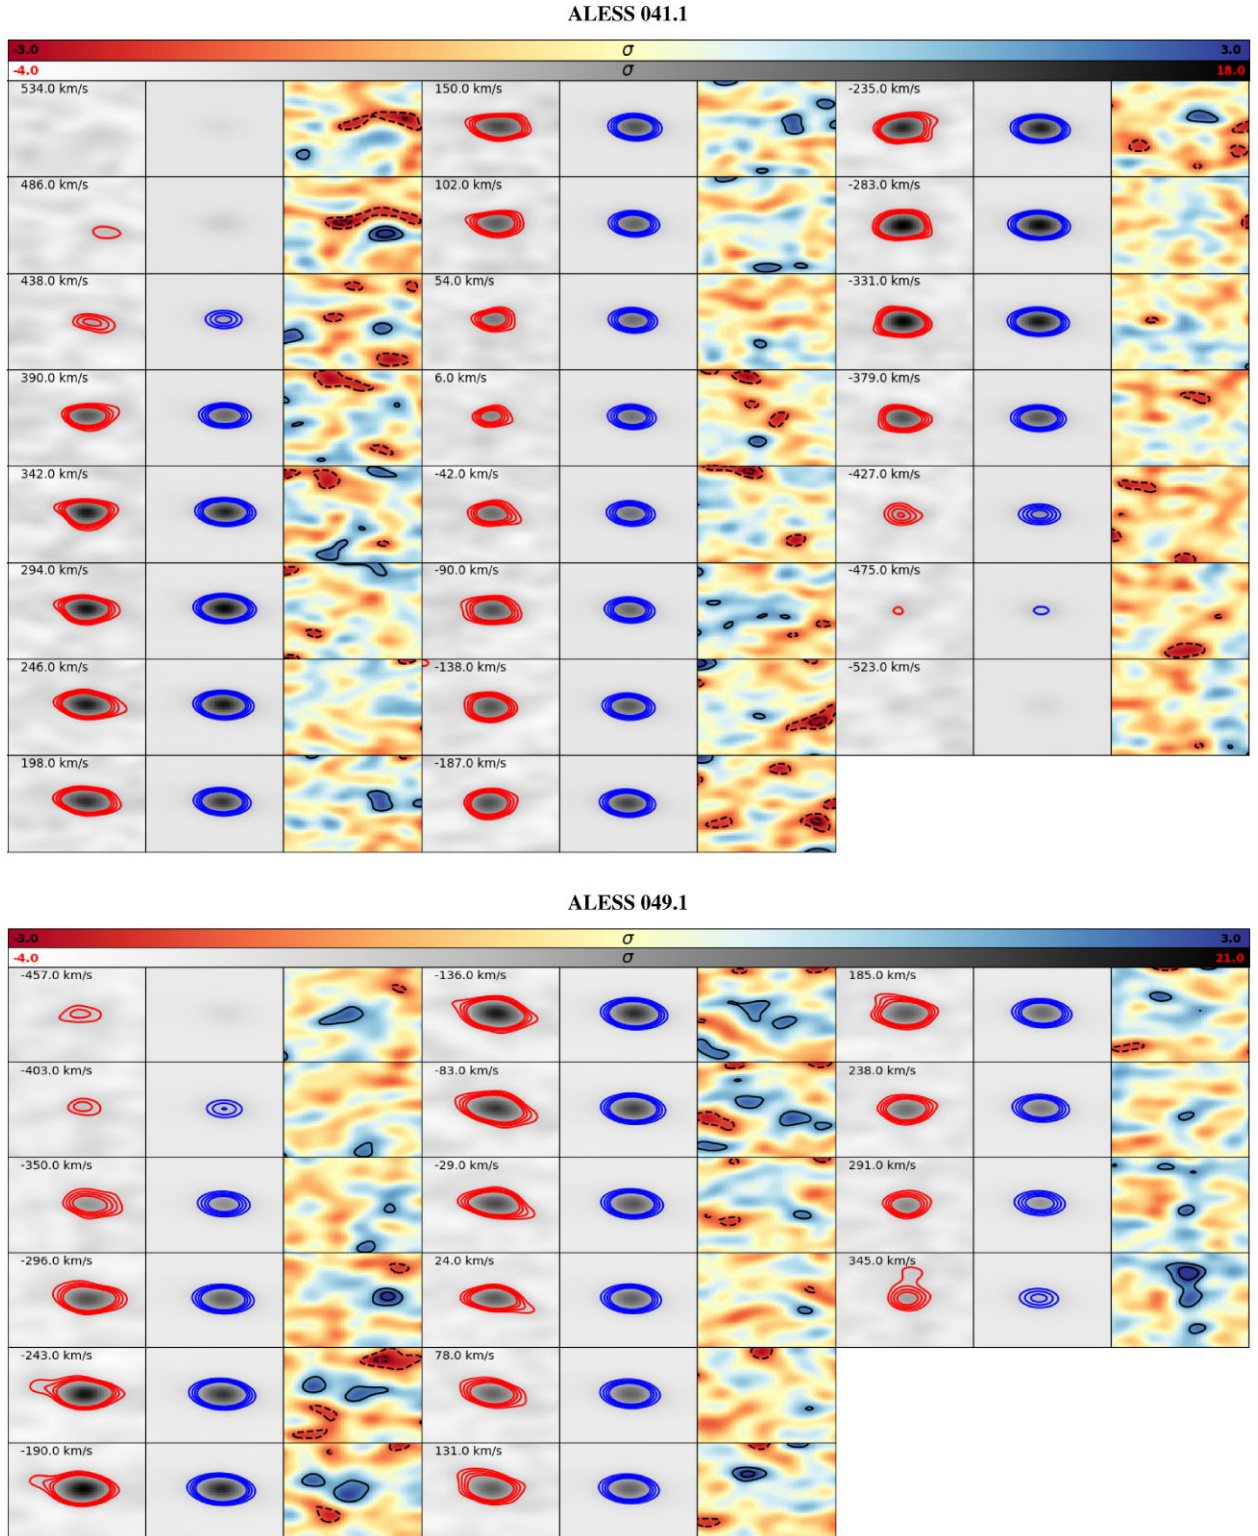 ALESS 041.1
-3.0 σ 3.0
-4.0 σ 18.0
534.0 km/s 150.0 km/s -235.0 km/s
486.0 km/s 102.0 km/s -283.0 km/s
438.0 km/s 54.0 km/s -331.0 km/s
390.0 km/s 6.0 km/s -379.0 km/s
342.0 km/s -42.0 km/s -427.0 km/s
294.0 km/s -90.0 km/s -475.0 km/s
246.0 km/s -138.0 km/s -523.0 km/s
198.0 km/s -187.0 km/s
ALESS 049.1
-3.0 σ 3.0
-4.0 σ 21.0
-457.0 km/s -136.0 km/s 185.0 km/s
-403.0 km/s -83.0 km/s 238.0 km/s
-350.0 km/s -29.0 km/s 291.0 km/s
-296.0 km/s 24.0 km/s 345.0 km/s
-243.0 km/s 78.0 km/s
-190.0 km/s 131.0 km/s